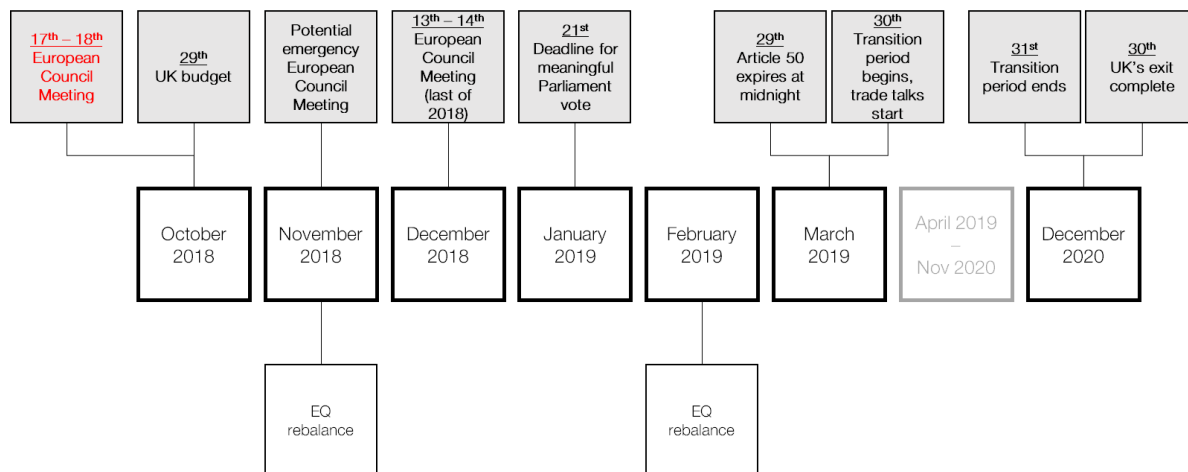 17th – 18th
European
Council
Meeting
29th
UK budget
Potential
emergency
European
Council
Meeting
13th – 14th
European
Council
Meeting
(last of
2018)
21st
Deadline for
meaningful
Parliament
vote
29th
Article 50
expires at
midnight
30th
Transition
period
begins,
trade talks
start
31st
Transition
period ends
30th
UK's exit
complete
October
2018
November
2018
December
2018
January
2019
February
2019
March
2019
April 2019
–
Nov 2020
December
2020
EQ
rebalance
EQ
rebalance